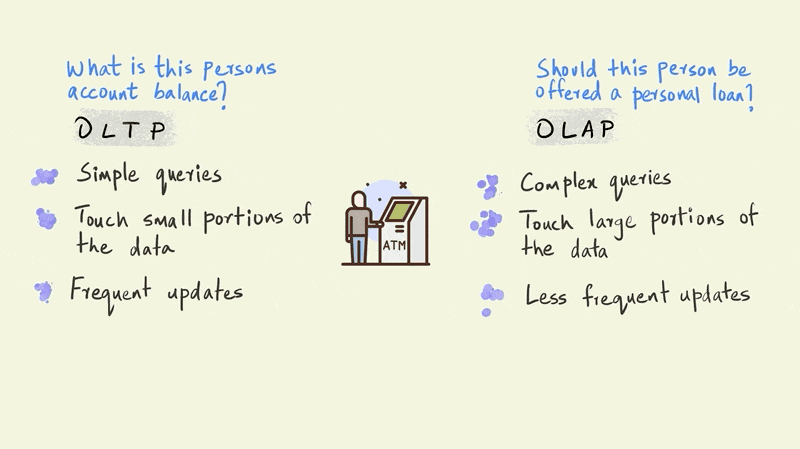 What is this persons
account balance?
OLTP
Simple queries
Touch small portions of
the data
Frequent updates
ATM
Should this person be
offered a personal loan?
OLAP
Complex queries
Touch large portions of
the data
Less frequent updates